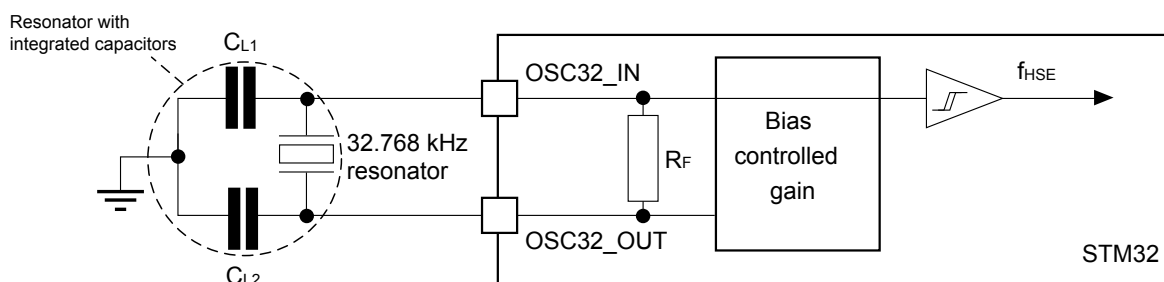 Resonator with
integrated capacitors
CL1
OSC32_IN
fHSE
32.768 kHz
resonator
RF
Bias
controlled
gain
OSC32_OUT
STM32
CL2